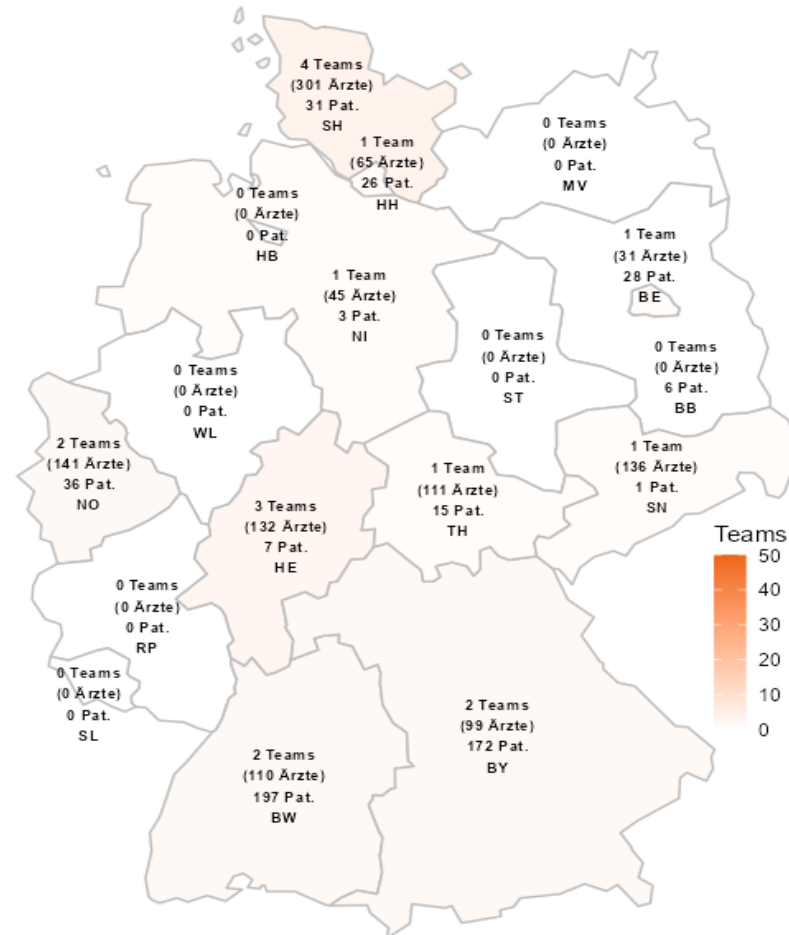 4 Teams
(301 Ärzte)
31 Pat.
SH
1 Team
(65 Ärzte)
26 Pat.
HH
0 Teams
(0 Ärzte)
0 Pat.
MV
0 Teams
(0 Ärzte)
0 Pat.
HB
1 Team
(31 Ärzte)
28 Pat.
BE
1 Team
(45 Ärzte)
3 Pat.
NI
0 Teams
(0 Ärzte)
0 Pat.
ST
0 Teams
(0 Ärzte)
6 Pat.
BB
0 Teams
(0 Ärzte)
0 Pat.
WL
2 Teams
(141 Ärzte)
36 Pat.
NO
1 Team
(111 Ärzte)
15 Pat.
TH
1 Team
(136 Ärzte)
1 Pat.
SN
3 Teams
(132 Ärzte)
7 Pat.
HE
0 Teams
(0 Ärzte)
0 Pat.
RP
0 Teams
(0 Ärzte)
0 Pat.
SL
2 Teams
(110 Ärzte)
197 Pat.
BW
2 Teams
(99 Ärzte)
172 Pat.
BY
Teams
50
40
30
20
10
0